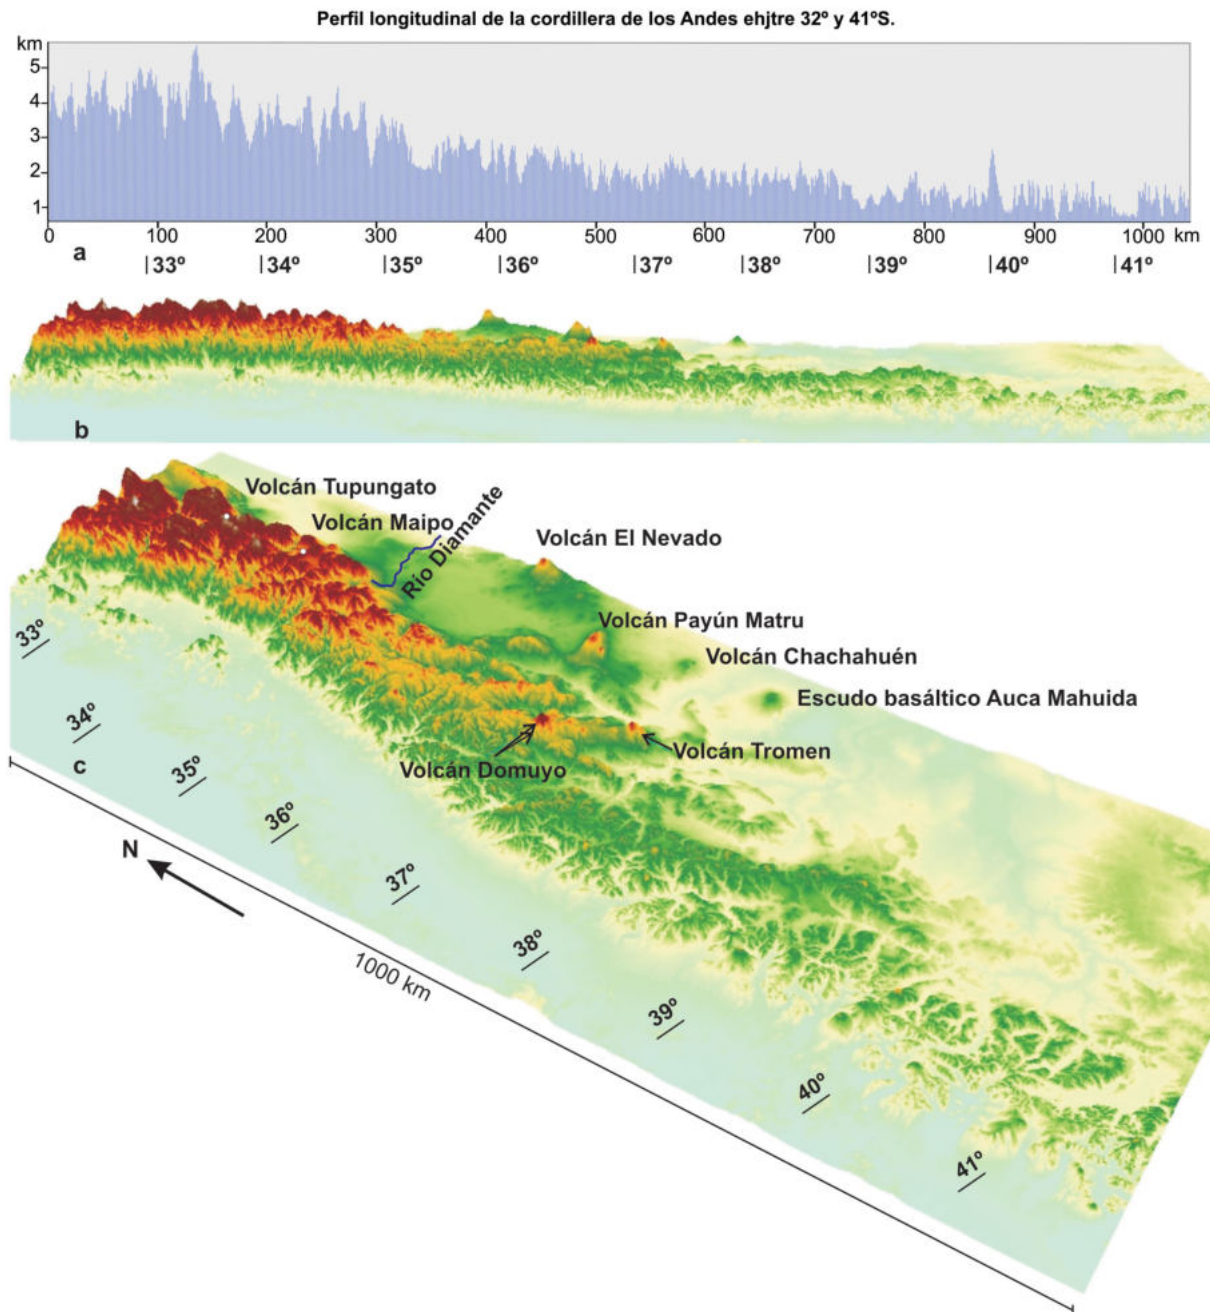 Perfil longitudinal de la cordillera de los Andes ehjtre 32º y 41ºS.
km
5
4
3
2
1
0 100 200 300 400 500 600 700 800 900 1000 km
a
|33º |34º |35º |36º |37º |38º |39º |40º |41º
b
Volcán Tupungato
Volcán Maipo
Río Diamante
Volcán El Nevado
Volcán Payún Matru
Volcán Chachahuén
Escudo basáltico Auca Mahuida
Volcán Tromen
Volcán Domuyo
33º
34º
c
35º
36º
N
37º
38º
1000 km
39º
40º
41º